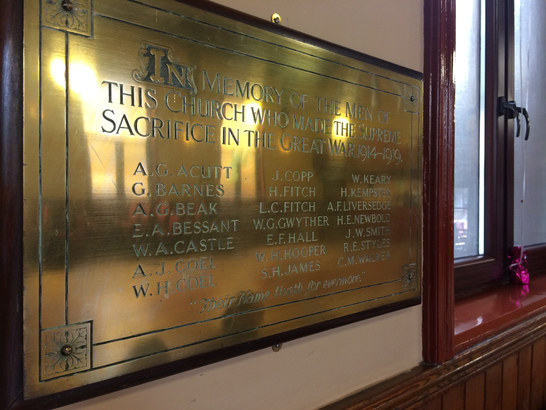 IN MEMORY OF THE MEN OF
THIS CHURCH WHO MADE THE SUPREME
SACRIFICE IN THE GREAT WAR 1914-1919.
A.G. ACUTT J. COPP W. KEARY
G. BARNES H. FITCH H. KEMPSTER
A.G. BEAK L.C. FITCH A.F. LIVERSEDGE
E.A. BESSANT W.G. GWYTHER H.E. NEWBOLD
W.A. CASTLE E.F. HALL J.W. SMITH
A.J. COEL W.H. HOOPER R.E. STYLES
W.H. S.H. JAMES C.M. WALKER
"Their Name liveth for evermore."